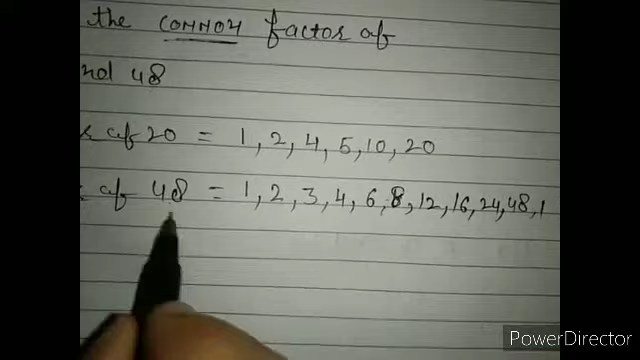 the common factor of
nd 48
of 20 = 1, 2, 4, 5, 10, 20
of 48 = 1, 2, 3, 4, 6, 8, 12, 16, 24, 48, 1
PowerDirector